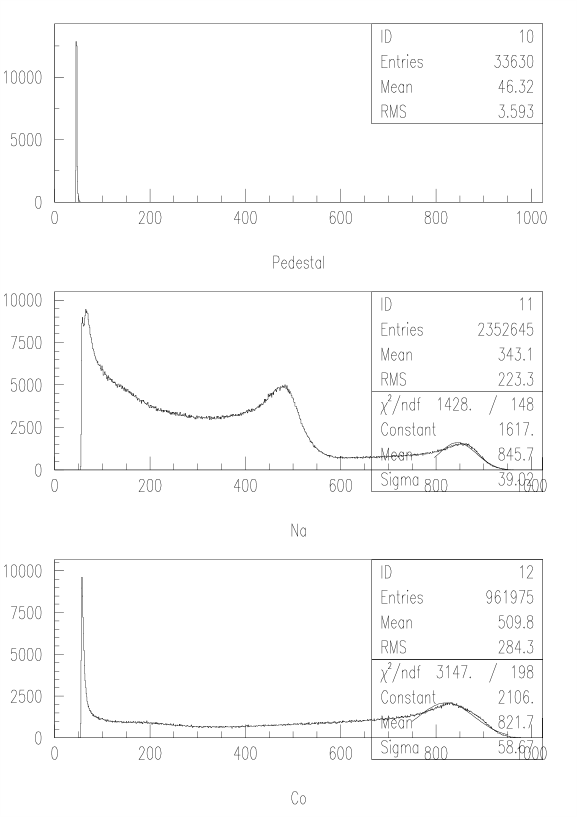 ID 10
Entries 33630
Mean 46.32
RMS 3.593
10000
5000
0
0 200 400 600 800 1000
Pedestal
ID 11
Entries 2352645
Mean 343.1
RMS 223.3
χ²/ndf 1428. / 148
Constant 1617.
Mean 845.7
Sigma 39.02
10000
7500
5000
2500
0
0 200 400 600 800 1000
Na
ID 12
Entries 961975
Mean 509.8
RMS 284.3
χ²/ndf 3147. / 198
Constant 2106.
Mean 821.7
Sigma 58.67
10000
7500
5000
2500
0
0 200 400 600 800 1000
Co